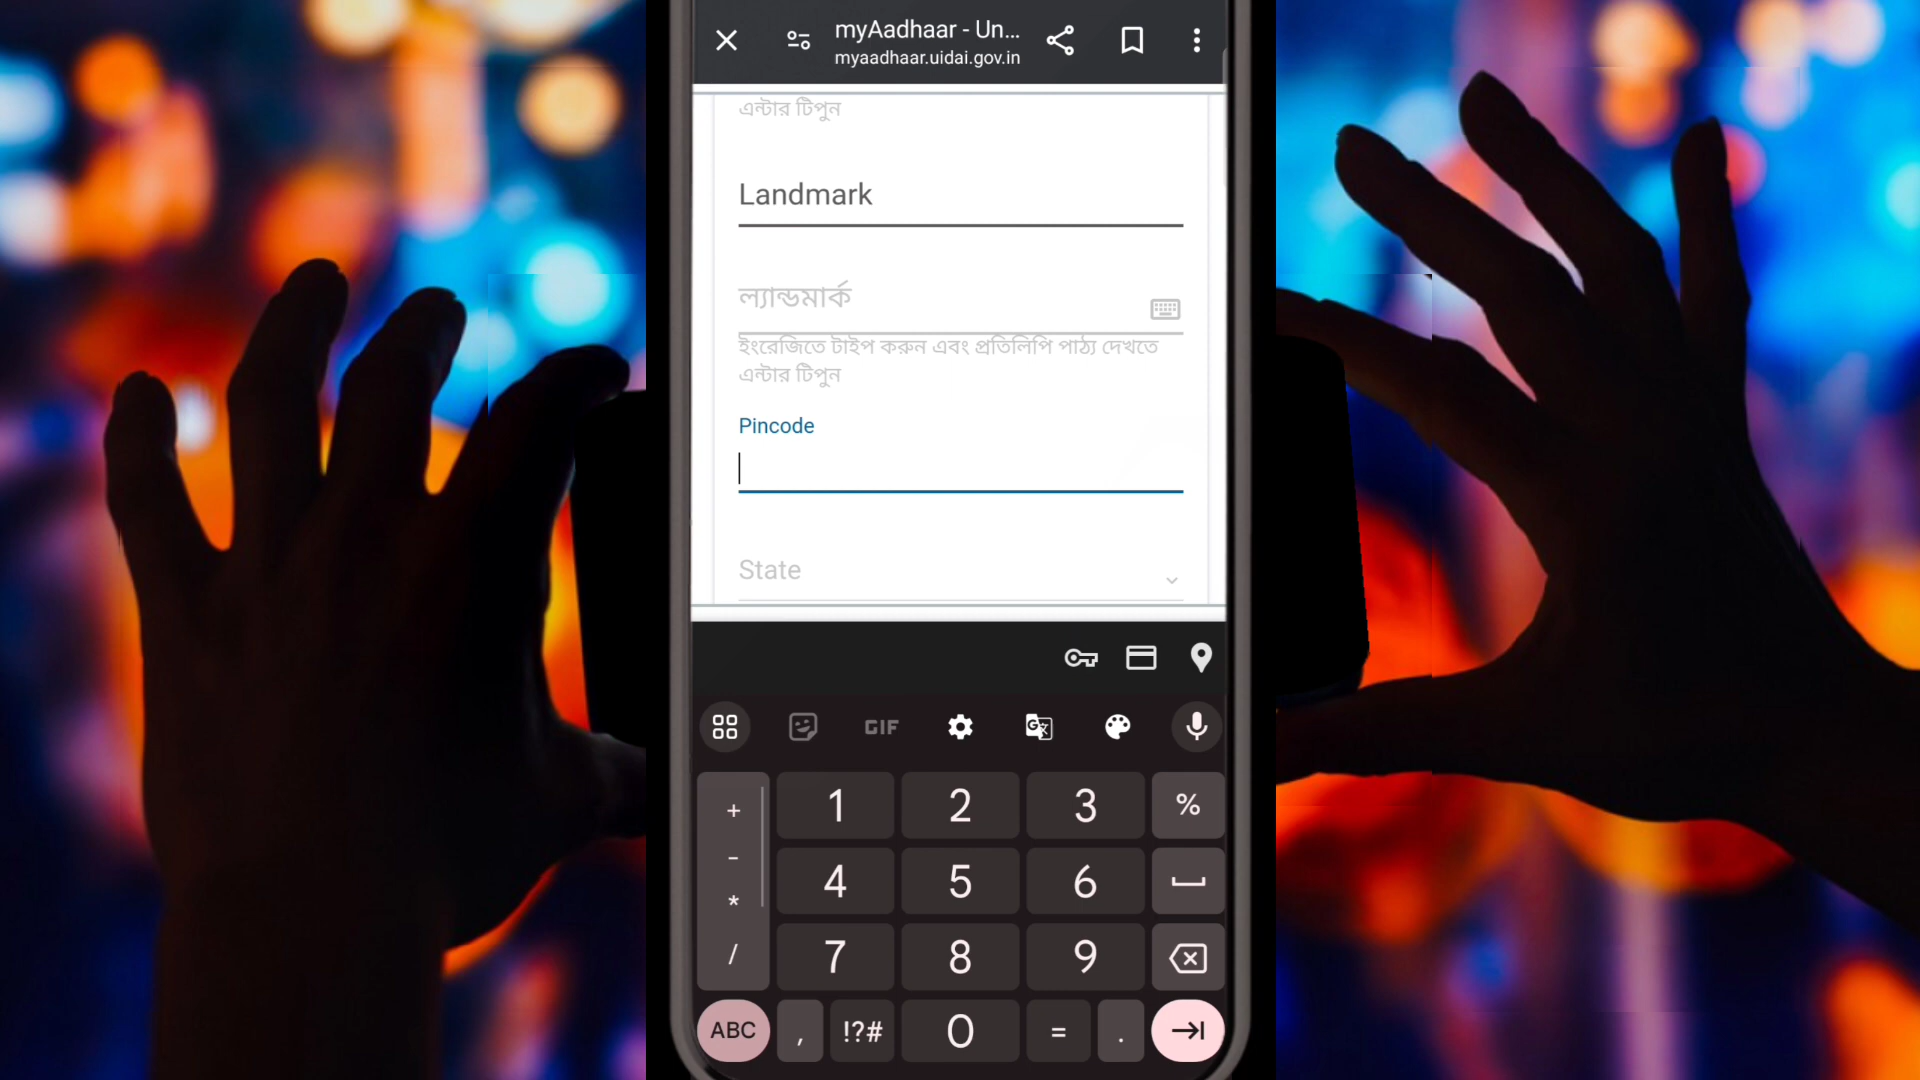 myAadhaar - Un...
myaadhaar.uidai.gov.in
এন্টার টিপুন
Landmark
ল্যান্ডমার্ক
ইংরেজিতে টাইপ করুন এবং প্রতিলিপি পাঠ্য দেখতে
এন্টার টিপুন
Pincode
State
GIF
+ 1 2 3 %
-
4 5 6
*
/ 7 8 9
ABC , !?# 0 = .